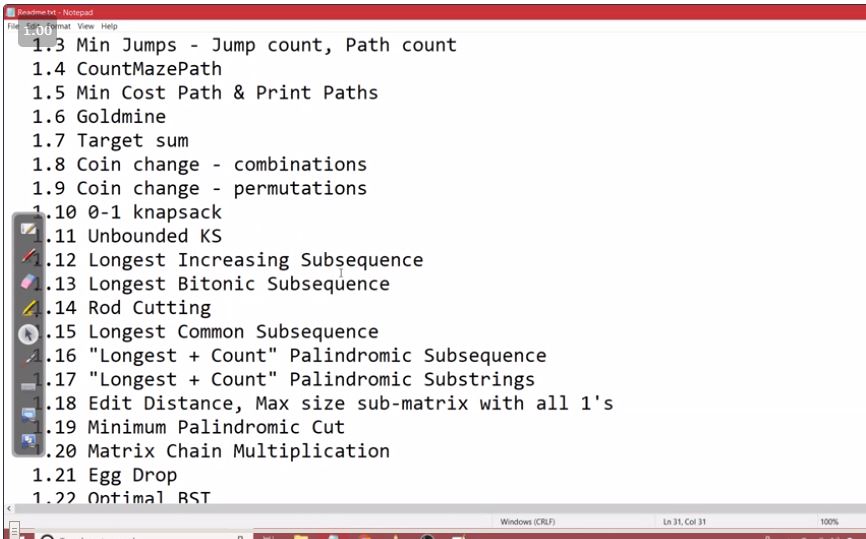 Readme.txt - Notepad
File Edit Format View Help
1.00
1.3 Min Jumps - Jump count, Path count
1.4 CountMazePath
1.5 Min Cost Path & Print Paths
1.6 Goldmine
1.7 Target sum
1.8 Coin change - combinations
1.9 Coin change - permutations
1.10 0-1 knapsack
1.11 Unbounded KS
1.12 Longest Increasing Subsequence
1.13 Longest Bitonic Subsequence
1.14 Rod Cutting
1.15 Longest Common Subsequence
1.16 "Longest + Count" Palindromic Subsequence
1.17 "Longest + Count" Palindromic Substrings
1.18 Edit Distance, Max size sub-matrix with all 1's
1.19 Minimum Palindromic Cut
1.20 Matrix Chain Multiplication
1.21 Egg Drop
1.22 Optimal BST
Windows (CRLF) Ln 31, Col 31 100%